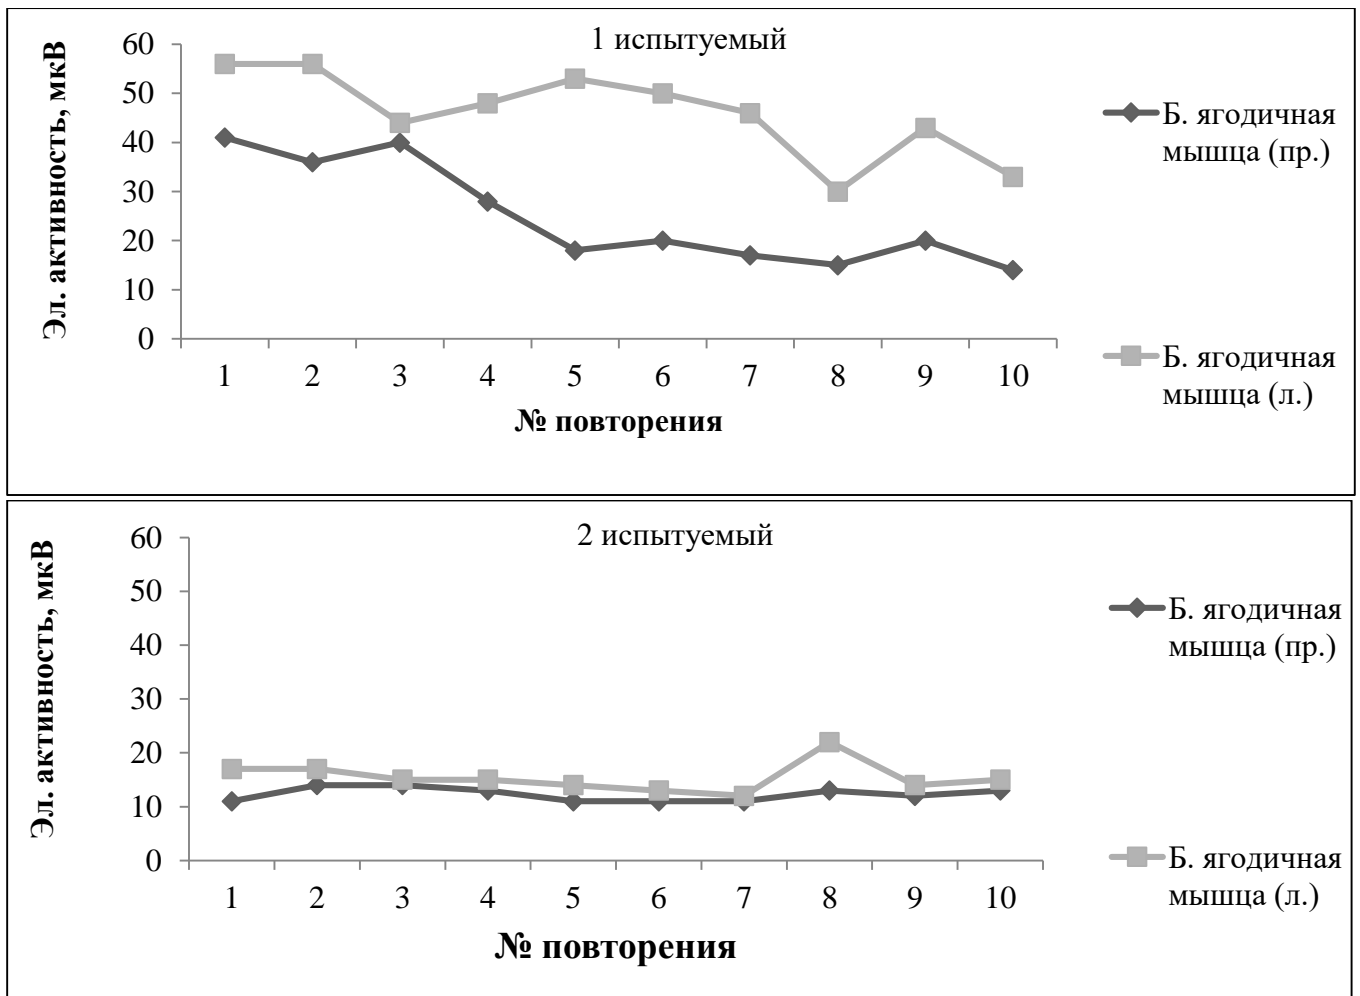 1 испытуемый
Эл. активность, мкВ
60
50
40
30
20
10
0
1 2 3 4 5 6 7 8 9 10
№ повторения
Б. ягодичная
мышца (пр.)
Б. ягодичная
мышца (л.)
2 испытуемый
Эл. активность, мкВ
60
50
40
30
20
10
0
1 2 3 4 5 6 7 8 9 10
№ повторения
Б. ягодичная
мышца (пр.)
Б. ягодичная
мышца (л.)